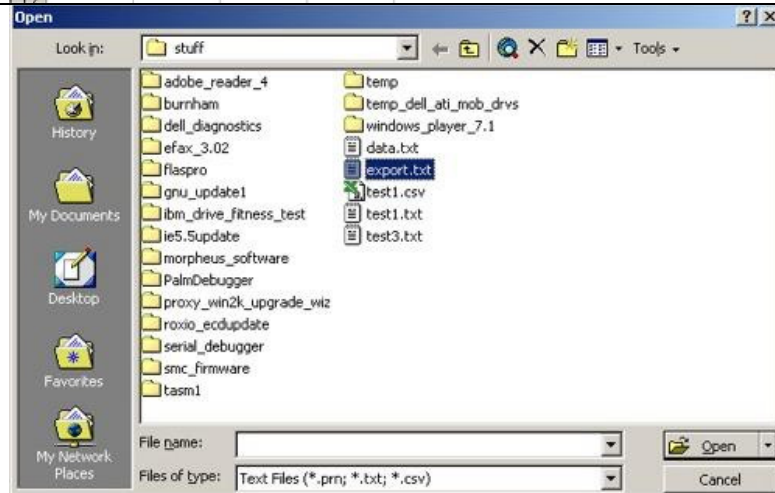 Open
Look in:
stuff
Tools
History
My Documents
Desktop
Favorites
My Network
Places
adobe_reader_4
burnham
dell_diagnostics
efax_3.02
flaspro
gnu_update1
ibm_drive_fitness_test
ie5.5update
morpheus_software
PalmDebugger
proxy_win2k_upgrade_wiz
roxio_ecdupdate
serial_debugger
smc_firmware
tasm1
temp
temp_dell_ati_mob_drvs
windows_player_7.1
data.txt
export.txt
test1.csv
test1.txt
test3.txt
File name:
Open
Files of type:
Text Files (*.prn; *.txt; *.csv)
Cancel